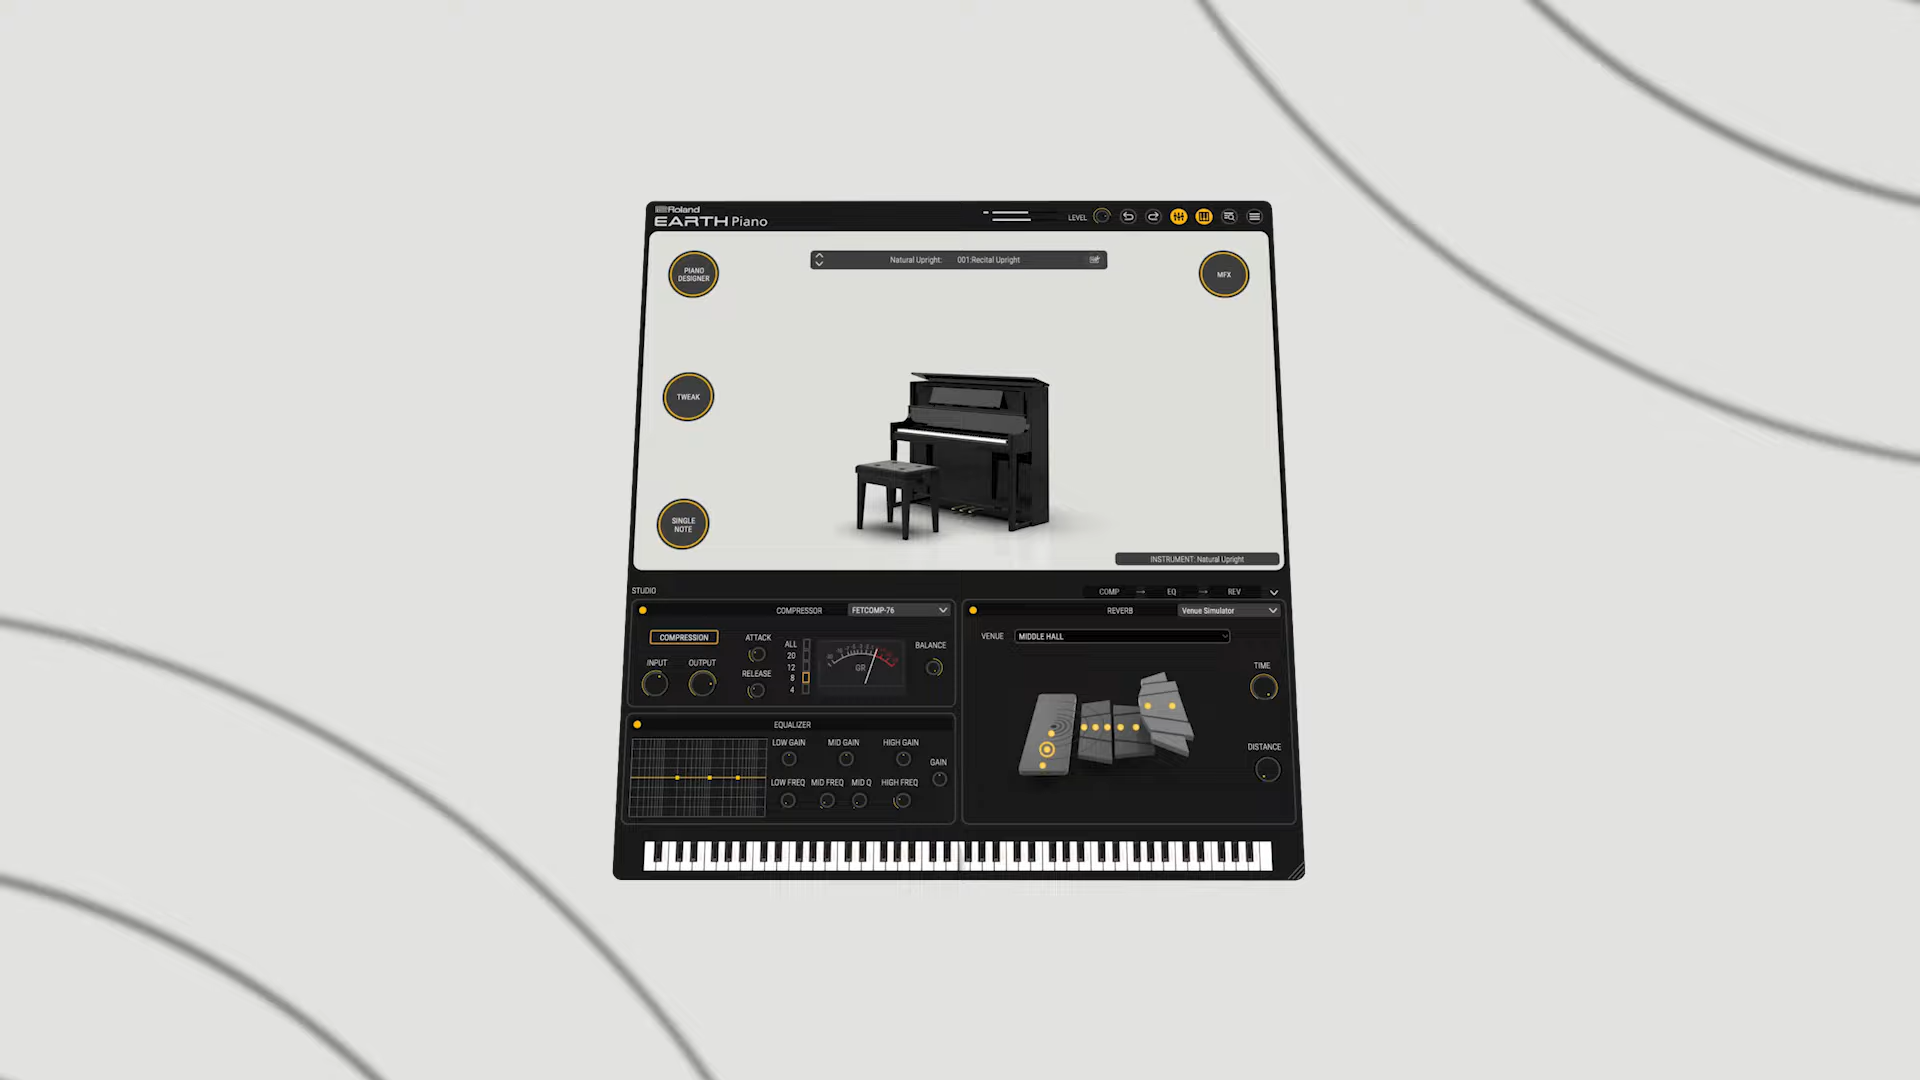 Roland
EARTH Piano
LEVEL
PIANO
DESIGNER
Natural Upright: 001:Recital Upright
MFX
TWEAK
SINGLE
NOTE
INSTRUMENT: Natural Upright
STUDIO
COMP → EQ → REV
COMPRESSOR FETCOMP-76
COMPRESSION
INPUT
OUTPUT
ATTACK
RELEASE
ALL
20
12
8
4
GR
BALANCE
EQUALIZER
LOW GAIN MID GAIN HIGH GAIN
GAIN
LOW FREQ MID FREQ MID Q HIGH FREQ
REVERB Venue Simulator
VENUE MIDDLE HALL
TIME
DISTANCE